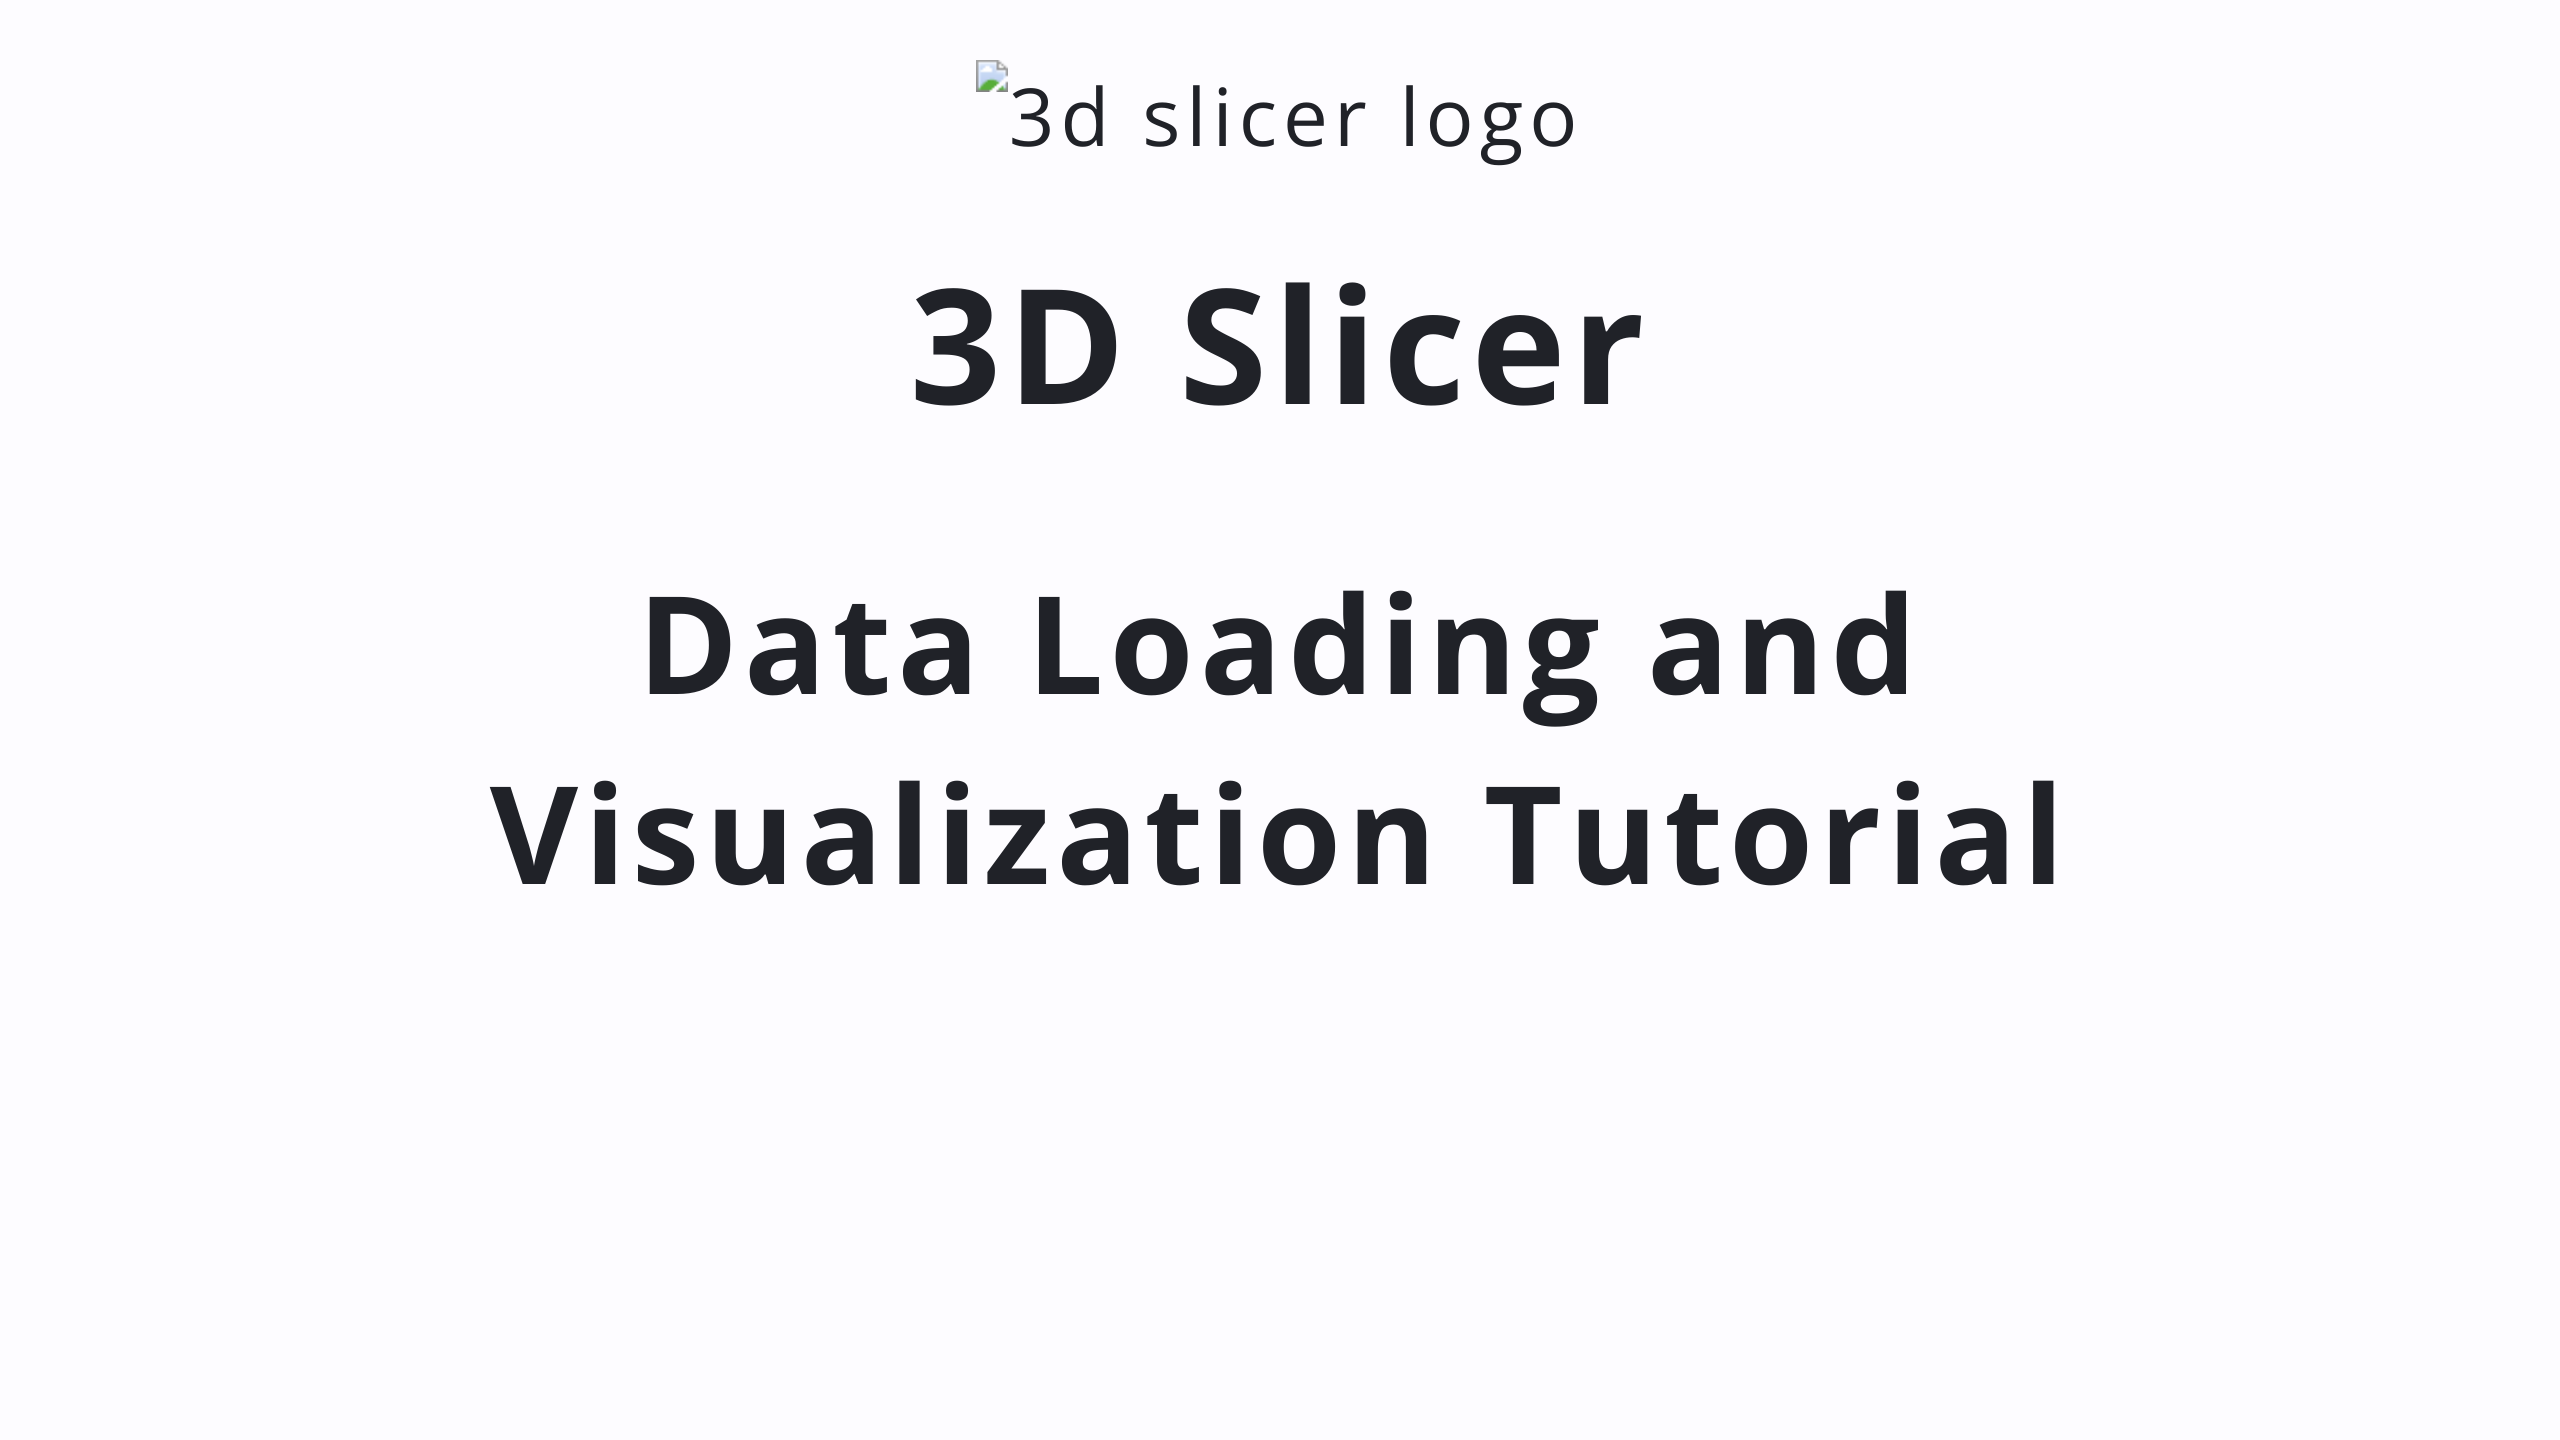 3d slicer logo
3D Slicer
Data Loading and
Visualization Tutorial